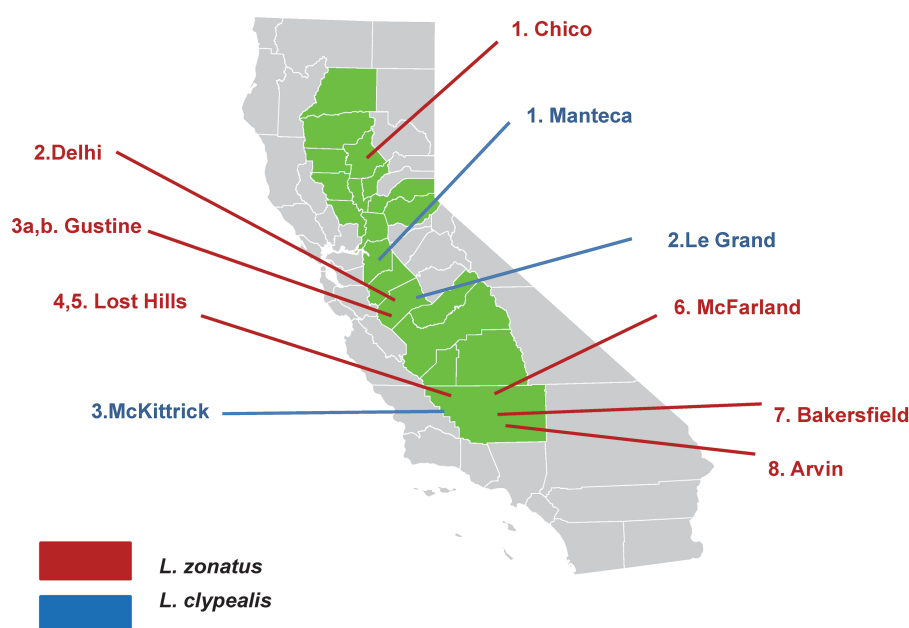 1. Chico
1. Manteca
2.Delhi
3a,b. Gustine
2.Le Grand
4,5. Lost Hills
6. McFarland
3.McKittrick
7. Bakersfield
8. Arvin
L. zonatus
L. clypealis